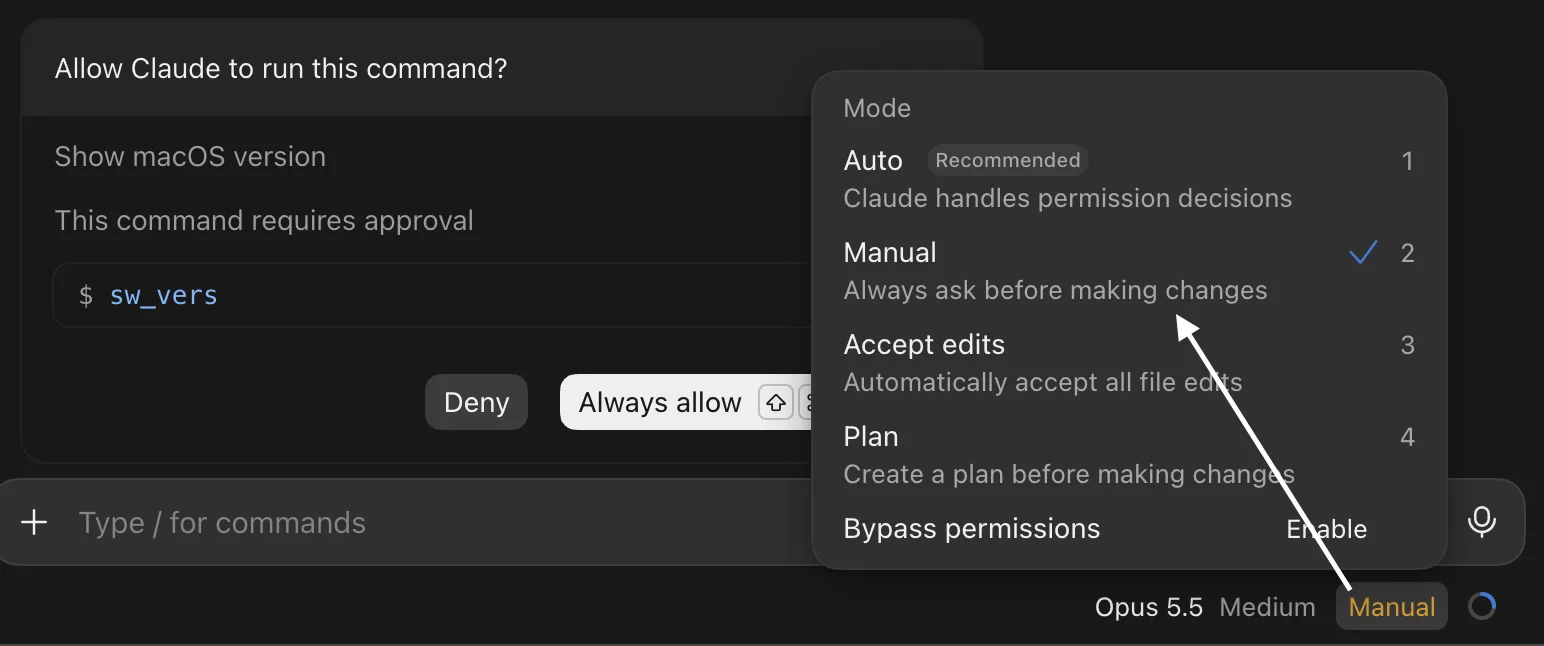 Allow Claude to run this command?
Show macOS version
This command requires approval
$ sw_vers
Deny
Always allow
Mode
Auto Recommended 1
Claude handles permission decisions
Manual 2
Always ask before making changes
Accept edits 3
Automatically accept all file edits
Plan 4
Create a plan before making changes
Bypass permissions Enable
Type / for commands
Opus 5.5 Medium Manual